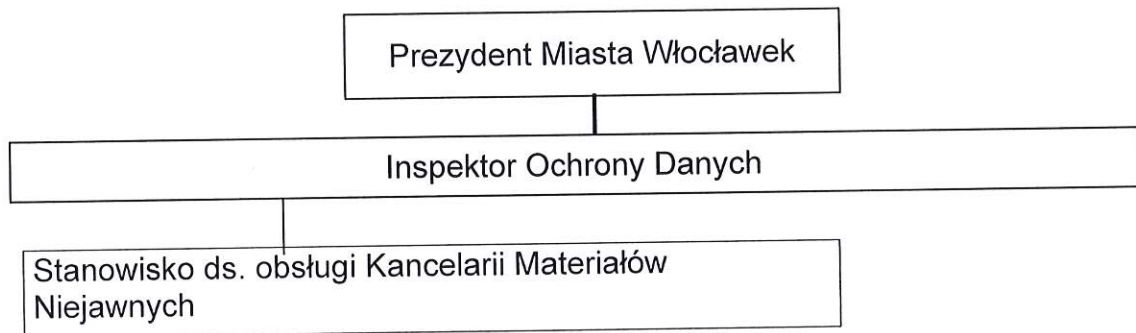 Prezydent Miasta Włocławek
Inspektor Ochrony Danych
Stanowisko ds. obsługi Kancelarii Materiałów
Niejawnych